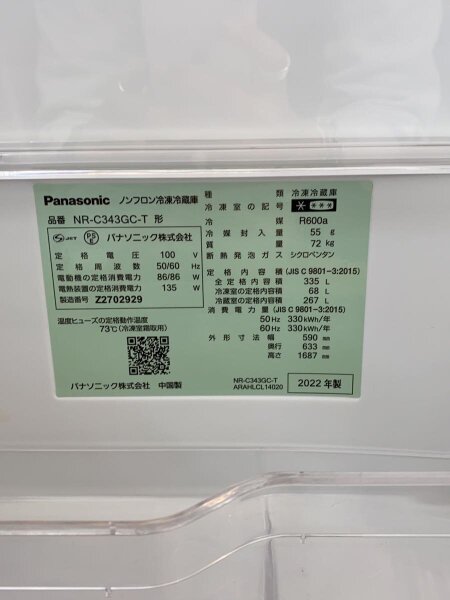 Panasonic ノンフロン冷凍冷蔵庫
品番 NR-C343GC-T 形
JET PS E パナソニック株式会社
定格電圧 100 V
定格周波数 50/60 Hz
電動機の定格消費電力 86/86 W
電熱装置の定格消費電力 135 W
製造番号 Z2702929
温度ヒューズの定格動作温度
73℃(冷凍室霜取用)
パナソニック株式会社 中国製
種類 冷凍冷蔵庫
冷凍室の記号
冷媒 R600a
冷媒封入量 55 g
質量 72 kg
断熱発泡ガス シクロペンタン
定格内容積 (JIS C 9801-3:2015)
全定格内容積 335 L
冷凍室の定格内容積 68 L
冷蔵室の定格内容積 267 L
消費電力量 (JIS C 9801-3:2015)
50Hz 330 kWh/年
60Hz 330 kWh/年
外形寸法 幅 590 mm
奥行 633 mm
高さ 1687 mm
NR-C343GC-T
ARAHLCL14020
2022 年製